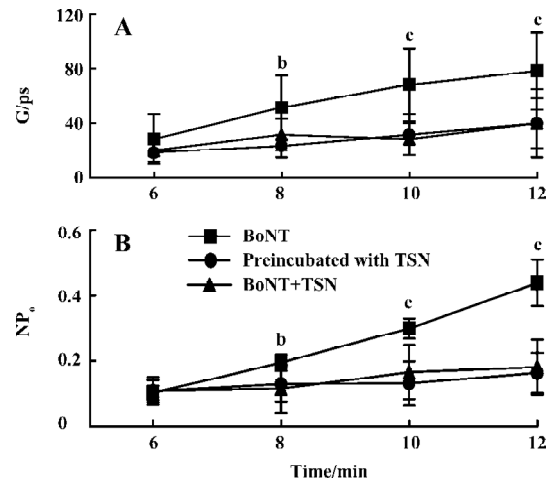 A
G/ps
120
80
40
0
b
c
c
6
8
10
12
B
NPo
0.6
0.4
0.2
0
BoNT
Preincubated with TSN
BoNT+TSN
b
c
c
6
8
10
12
Time/min